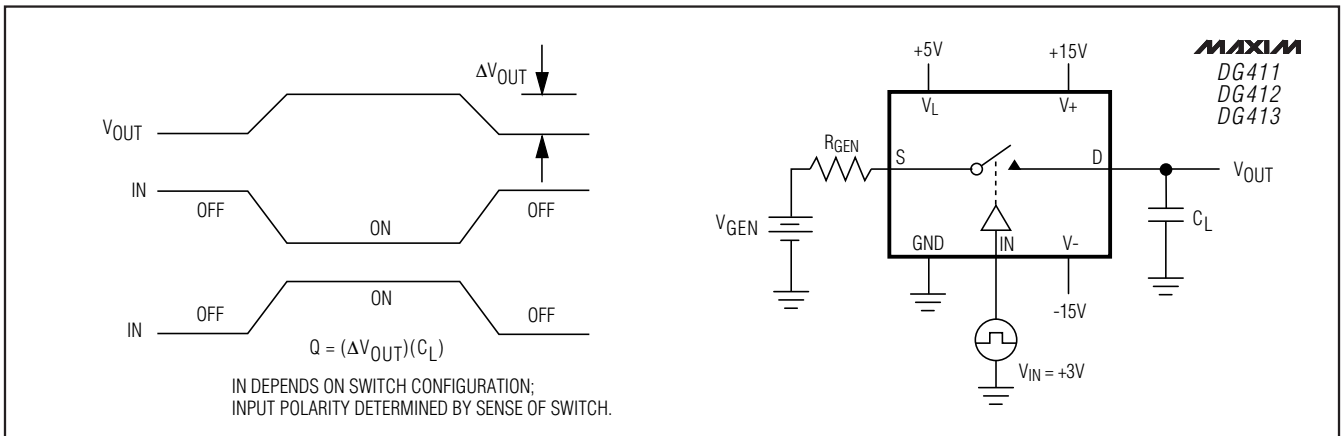 ΔVOUT
VOUT
IN
OFF
ON
OFF
IN
OFF
ON
OFF
Q = (ΔVOUT)(CL)
IN DEPENDS ON SWITCH CONFIGURATION;
INPUT POLARITY DETERMINED BY SENSE OF SWITCH.
+5V
+15V
MAXIM
DG411
DG412
DG413
VL
V+
RGEN
S
D
VOUT
VGEN
CL
GND
IN
V-
-15V
VIN = +3V